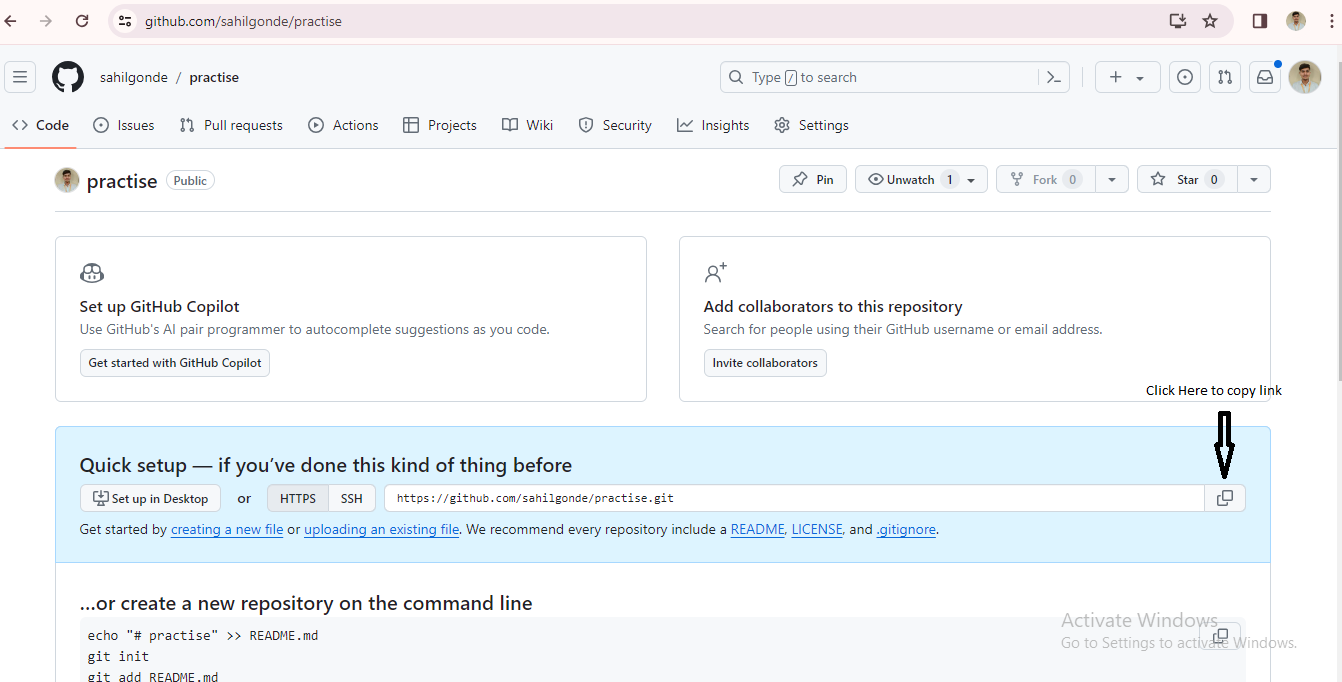 github.com/sahilgonde/practise
sahilgonde / practise
Type / to search
Code Issues Pull requests Actions Projects Wiki Security Insights Settings
practise Public
Pin Unwatch 1 Fork 0 Star 0
Set up GitHub Copilot
Use GitHub's AI pair programmer to autocomplete suggestions as you code.
Get started with GitHub Copilot
Add collaborators to this repository
Search for people using their GitHub username or email address.
Invite collaborators
Click Here to copy link
Quick setup — if you’ve done this kind of thing before
Set up in Desktop or HTTPS SSH https://github.com/sahilgonde/practise.git
Get started by creating a new file or uploading an existing file. We recommend every repository include a README, LICENSE, and .gitignore.
…or create a new repository on the command line
echo "# practise" >> README.md
git init
git add README.md
Activate Windows
Go to Settings to activate Windows.